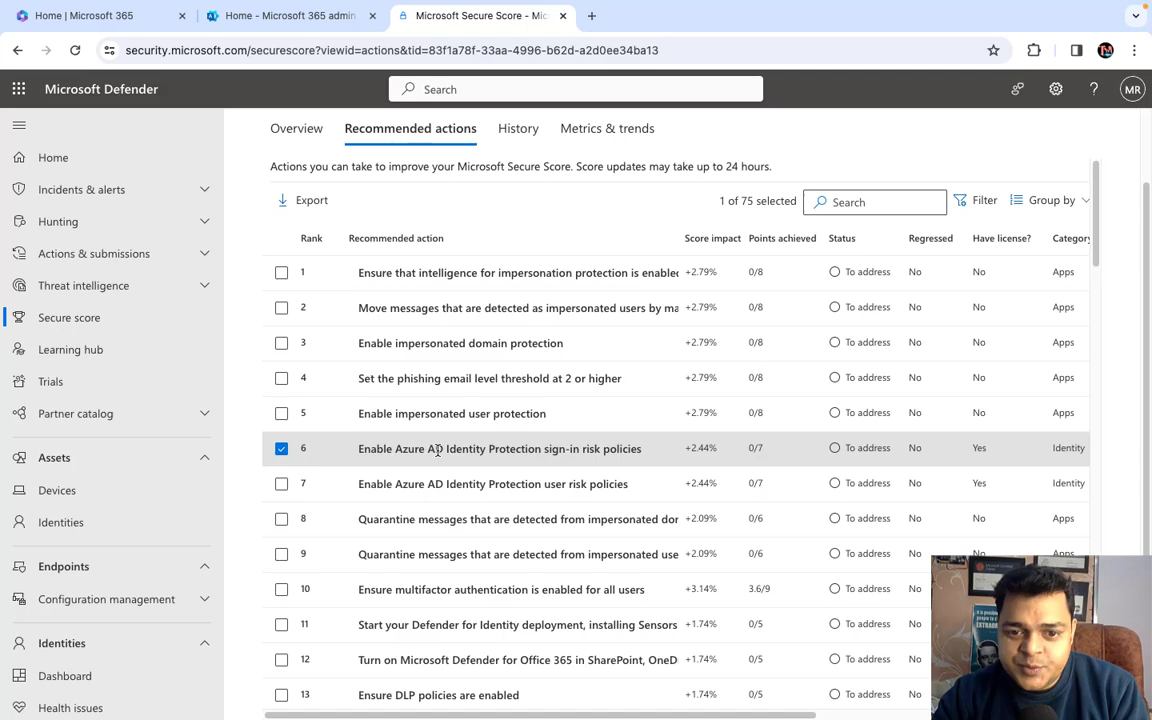 Home | Microsoft 365
Home - Microsoft 365 admin
Microsoft Secure Score - Mic
security.microsoft.com/securescore?viewid=actions&tid=83f1a78f-33aa-4996-b62d-a2d0ee34ba13
Microsoft Defender
Search
MR
Home
Incidents & alerts
Hunting
Actions & submissions
Threat intelligence
Secure score
Learning hub
Trials
Partner catalog
Assets
Devices
Identities
Endpoints
Configuration management
Identities
Dashboard
Health issues
Overview Recommended actions History Metrics & trends
Actions you can take to improve your Microsoft Secure Score. Score updates may take up to 24 hours.
Export 1 of 75 selected Search Filter Group by
Rank Recommended action Score impact Points achieved Status Regressed Have license? Category
1 Ensure that intelligence for impersonation protection is enabled +2.79% 0/8 To address No No Apps
2 Move messages that are detected as impersonated users by ma +2.79% 0/8 To address No No Apps
3 Enable impersonated domain protection +2.79% 0/8 To address No No Apps
4 Set the phishing email level threshold at 2 or higher +2.79% 0/8 To address No No Apps
5 Enable impersonated user protection +2.79% 0/8 To address No No Apps
6 Enable Azure AD Identity Protection sign-in risk policies +2.44% 0/7 To address No Yes Identity
7 Enable Azure AD Identity Protection user risk policies +2.44% 0/7 To address No Yes Identity
8 Quarantine messages that are detected from impersonated dor +2.09% 0/6 To address No No Apps
9 Quarantine messages that are detected from impersonated use +2.09% 0/6 To address No No Apps
10 Ensure multifactor authentication is enabled for all users +3.14% 3.6/9 To address No
11 Start your Defender for Identity deployment, installing Sensors +1.74% 0/5 To address No
12 Turn on Microsoft Defender for Office 365 in SharePoint, OneD +1.74% 0/5 To address No
13 Ensure DLP policies are enabled +1.74% 0/5 To address No